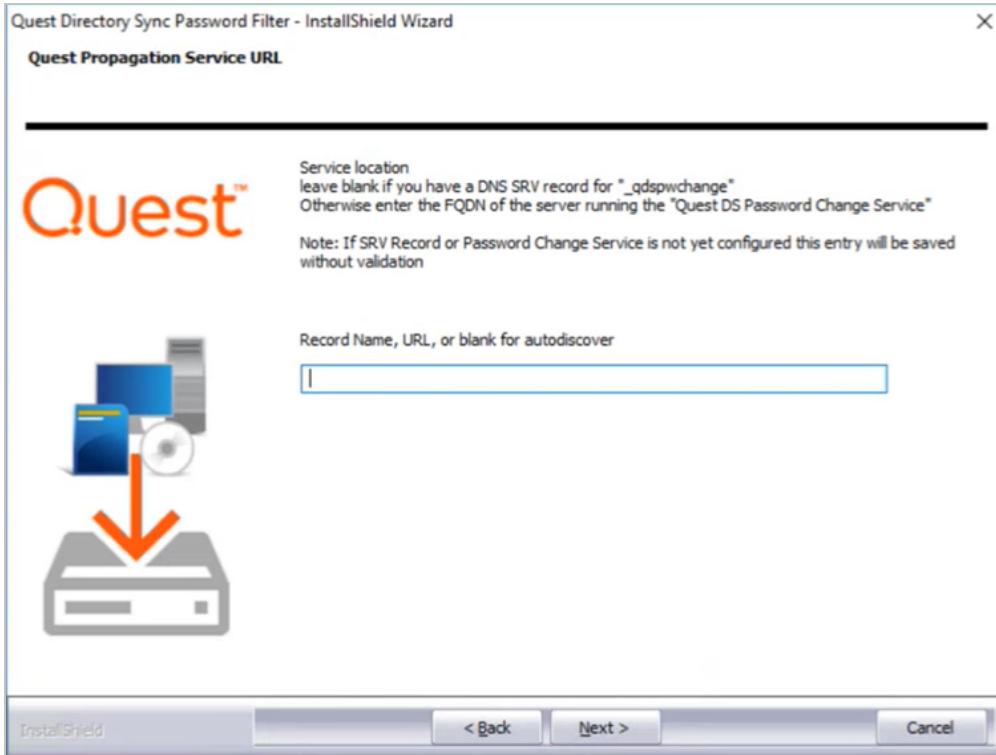 Quest Directory Sync Password Filter - InstallShield Wizard
Quest Propagation Service URL
Quest™
Service location
leave blank if you have a DNS SRV record for "_qdspwchange"
Otherwise enter the FQDN of the server running the "Quest DS Password Change Service"
Note: If SRV Record or Password Change Service is not yet configured this entry will be saved
without validation
Record Name, URL, or blank for autodiscover
InstallShield
< Back
Next >
Cancel